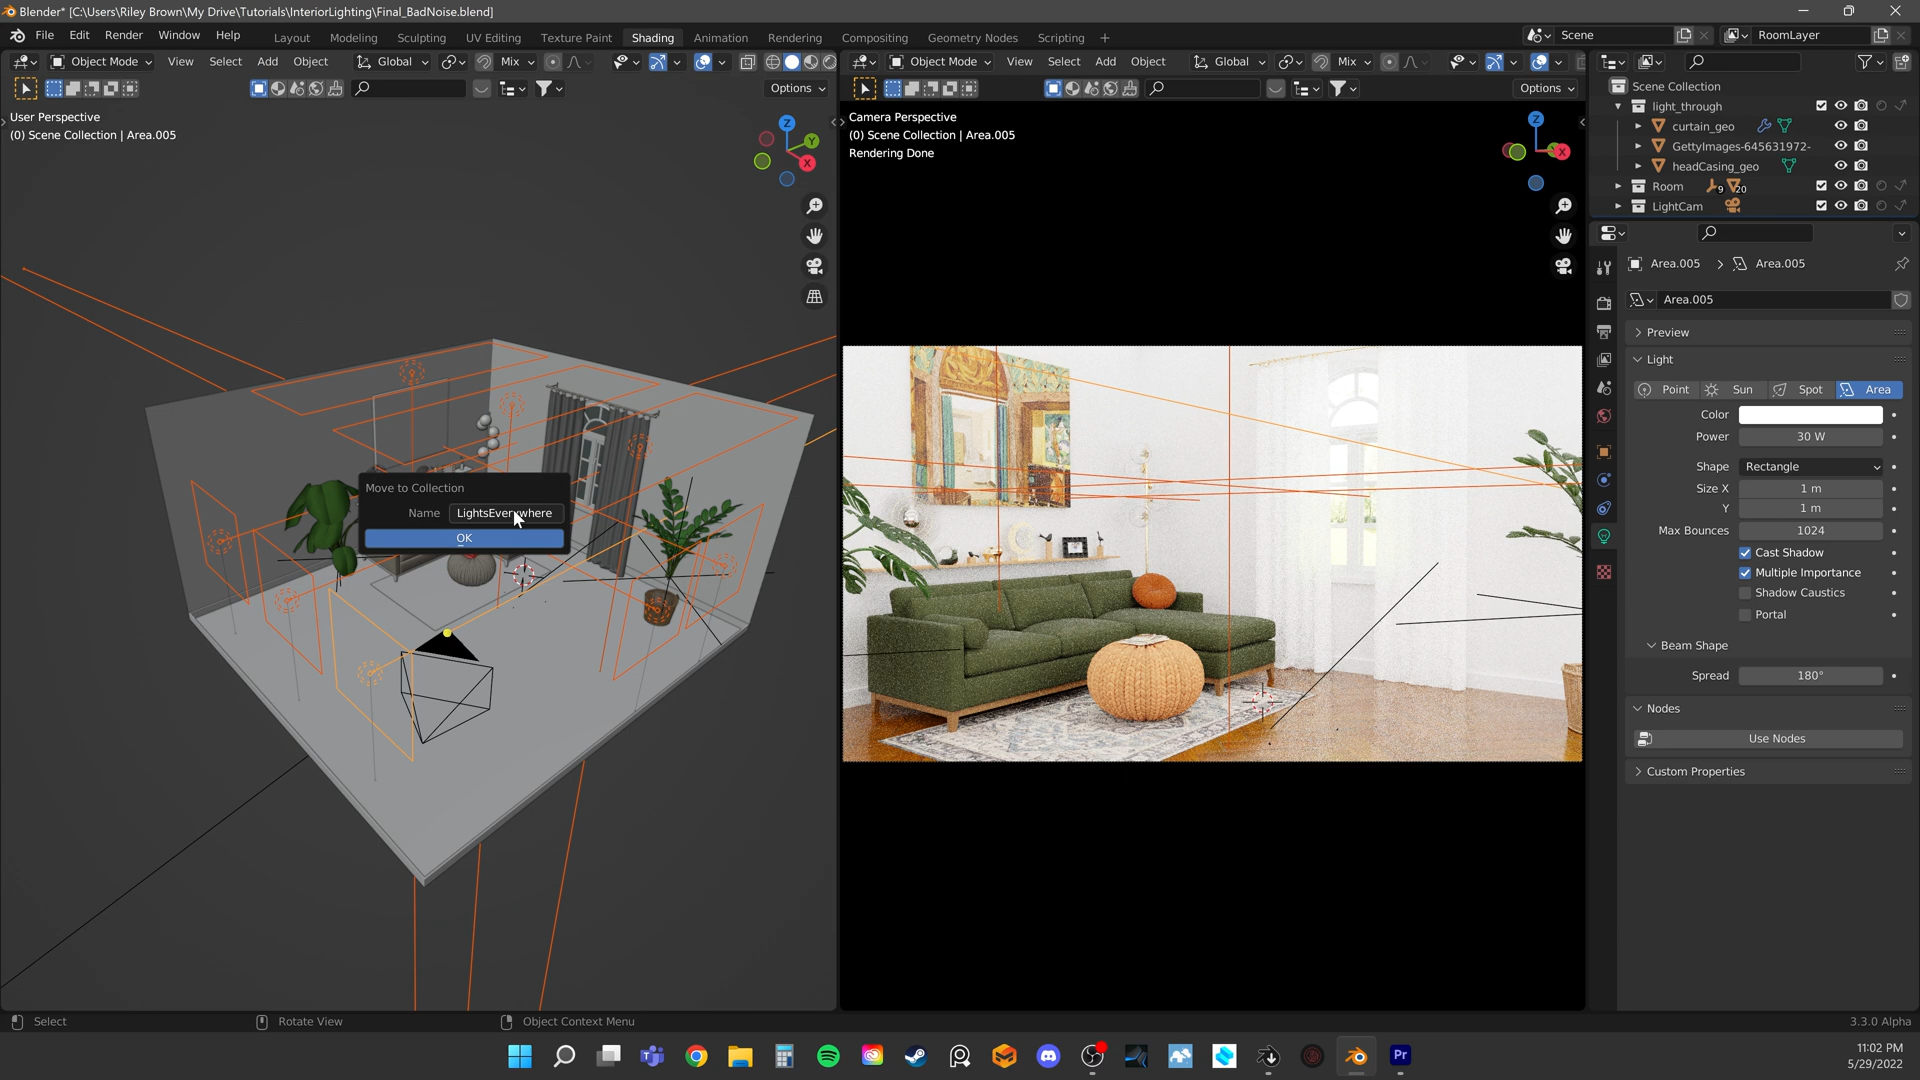 Blender* [C:\Users\Riley Brown\My Drive\Tutorials\InteriorLighting\Final_BadNoise.blend]
File Edit Render Window Help Layout Modeling Sculpting UV Editing Texture Paint Shading Animation Rendering Compositing Geometry Nodes Scripting + Scene RoomLayer
Object Mode View Select Add Object Global Mix
Options
User Perspective
(0) Scene Collection | Area.005
Z
Y
X
Move to Collection
Name LightsEverywhere
OK
Object Mode View Select Add Object Global Mix
Options
Camera Perspective
(0) Scene Collection | Area.005
Rendering Done
Z
X
Scene Collection
light_through
curtain_geo
GettyImages-645631972-
headCasing_geo
Room 9 20
LightCam
Area.005 > Area.005
Area.005
Preview
Light
Point Sun Spot Area
Color
Power 30 W
Shape Rectangle
Size X 1 m
Y 1 m
Max Bounces 1024
Cast Shadow
Multiple Importance
Shadow Caustics
Portal
Beam Shape
Spread 180°
Nodes
Use Nodes
Custom Properties
Select Rotate View Object Context Menu 3.3.0 Alpha
Pr
11:02 PM
5/29/2022